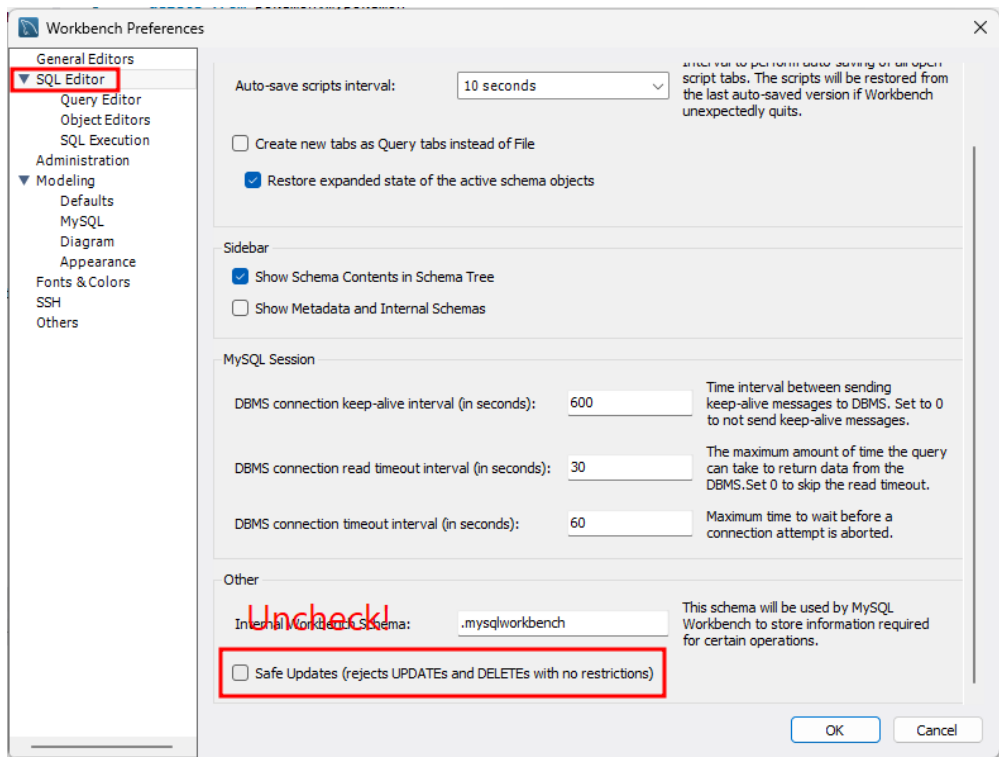 Workbench Preferences
General Editors
SQL Editor
Query Editor
Object Editors
SQL Execution
Administration
Modeling
Defaults
MySQL
Diagram
Appearance
Fonts & Colors
SSH
Others
Auto-save scripts interval:
10 seconds
Interval to perform auto-saving of all open
script tabs. The scripts will be restored from
the last auto-saved version if Workbench
unexpectedly quits.
Create new tabs as Query tabs instead of File
Restore expanded state of the active schema objects
Sidebar
Show Schema Contents in Schema Tree
Show Metadata and Internal Schemas
MySQL Session
DBMS connection keep-alive interval (in seconds):
600
Time interval between sending
keep-alive messages to DBMS. Set to 0
to not send keep-alive messages.
DBMS connection read timeout interval (in seconds):
30
The maximum amount of time the query
can take to return data from the
DBMS.Set 0 to skip the read timeout.
DBMS connection timeout interval (in seconds):
60
Maximum time to wait before a
connection attempt is aborted.
Other
Uncheck!
Internal Workbench Schema:
.mysqlworkbench
This schema will be used by MySQL
Workbench to store information required
for certain operations.
Safe Updates (rejects UPDATEs and DELETEs with no restrictions)
OK
Cancel